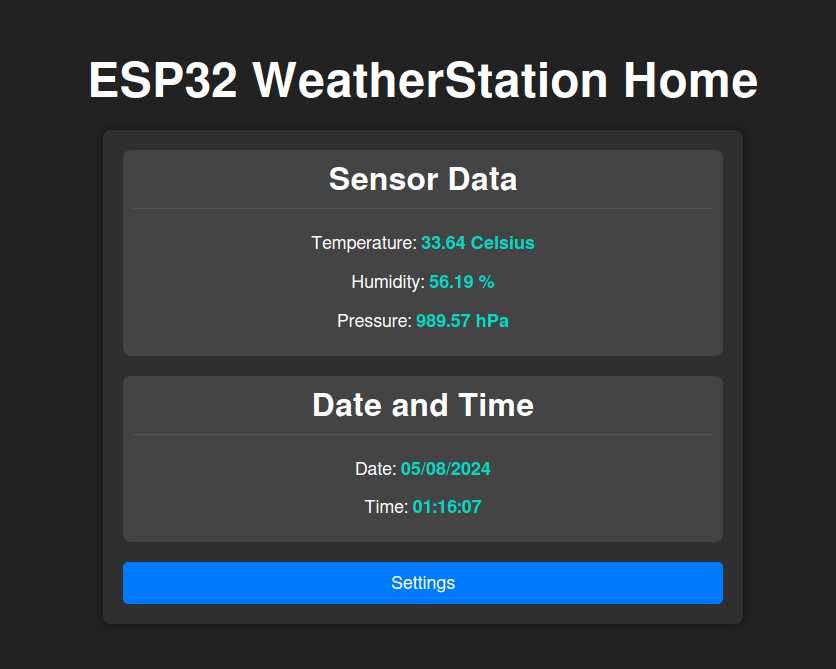 ESP32 WeatherStation Home
Sensor Data
Temperature: 33.64 Celsius
Humidity: 56.19 %
Pressure: 989.57 hPa
Date and Time
Date: 05/08/2024
Time: 01:16:07
Settings